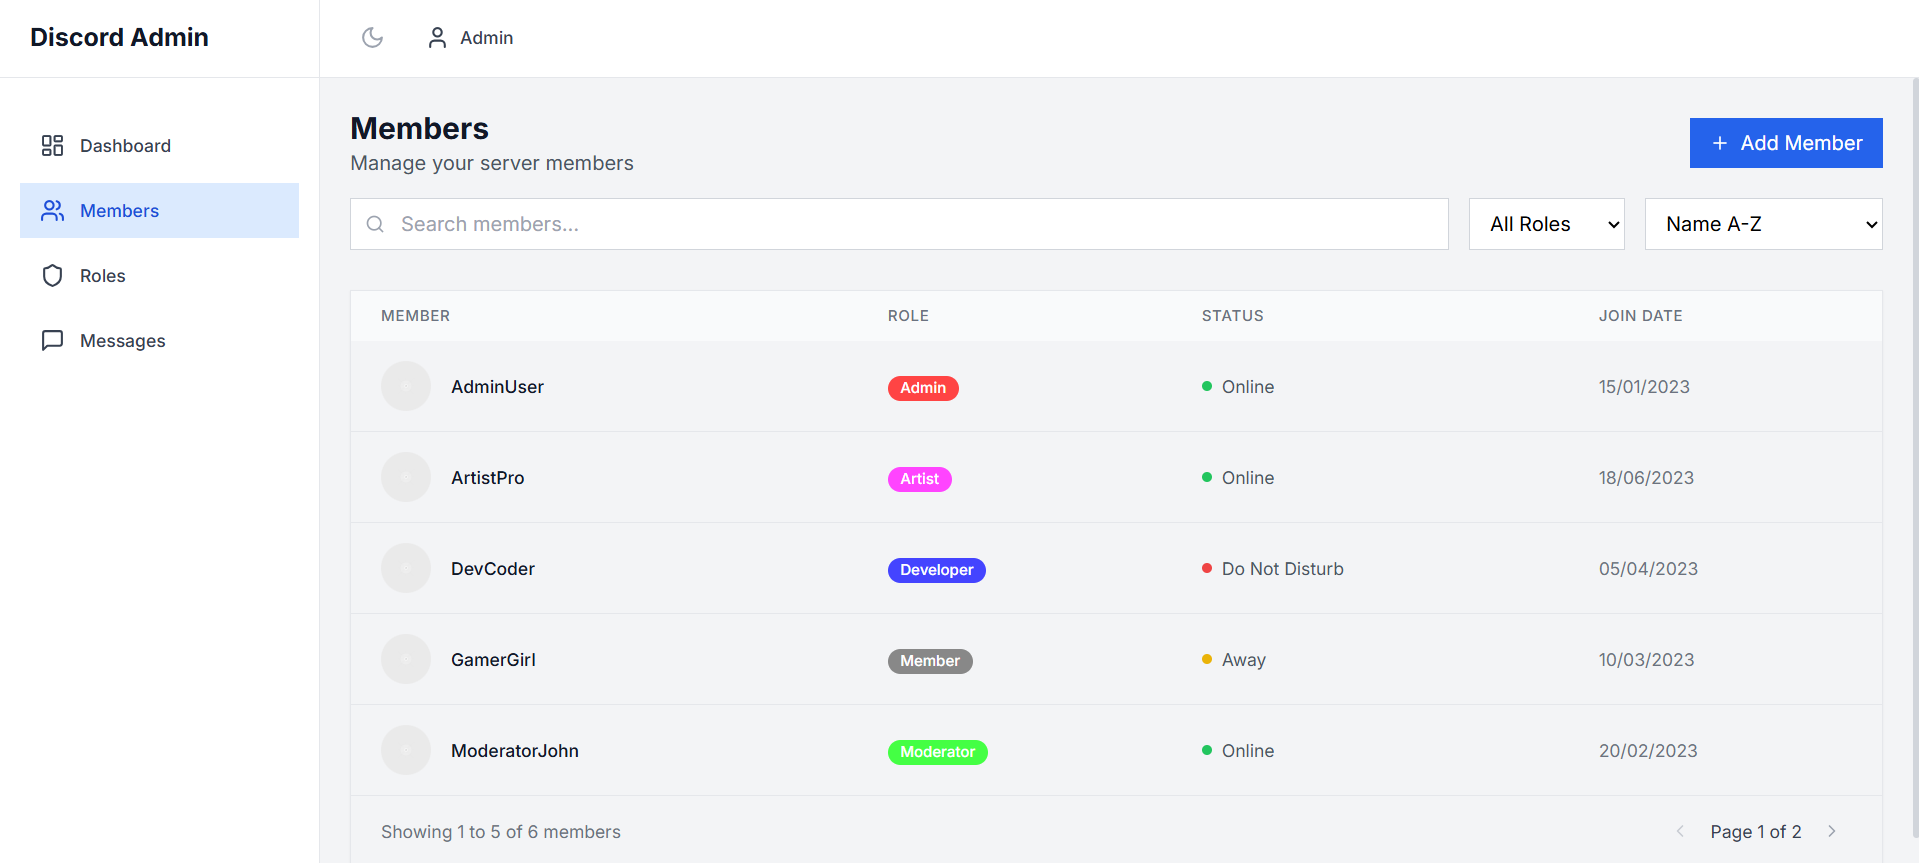 Discord Admin
Admin
Dashboard
Members
Roles
Messages
Members
Manage your server members
+ Add Member
Search members...
All Roles
Name A-Z
MEMBER ROLE STATUS JOIN DATE
AdminUser Admin Online 15/01/2023
ArtistPro Artist Online 18/06/2023
DevCoder Developer Do Not Disturb 05/04/2023
GamerGirl Member Away 10/03/2023
ModeratorJohn Moderator Online 20/02/2023
Showing 1 to 5 of 6 members
Page 1 of 2